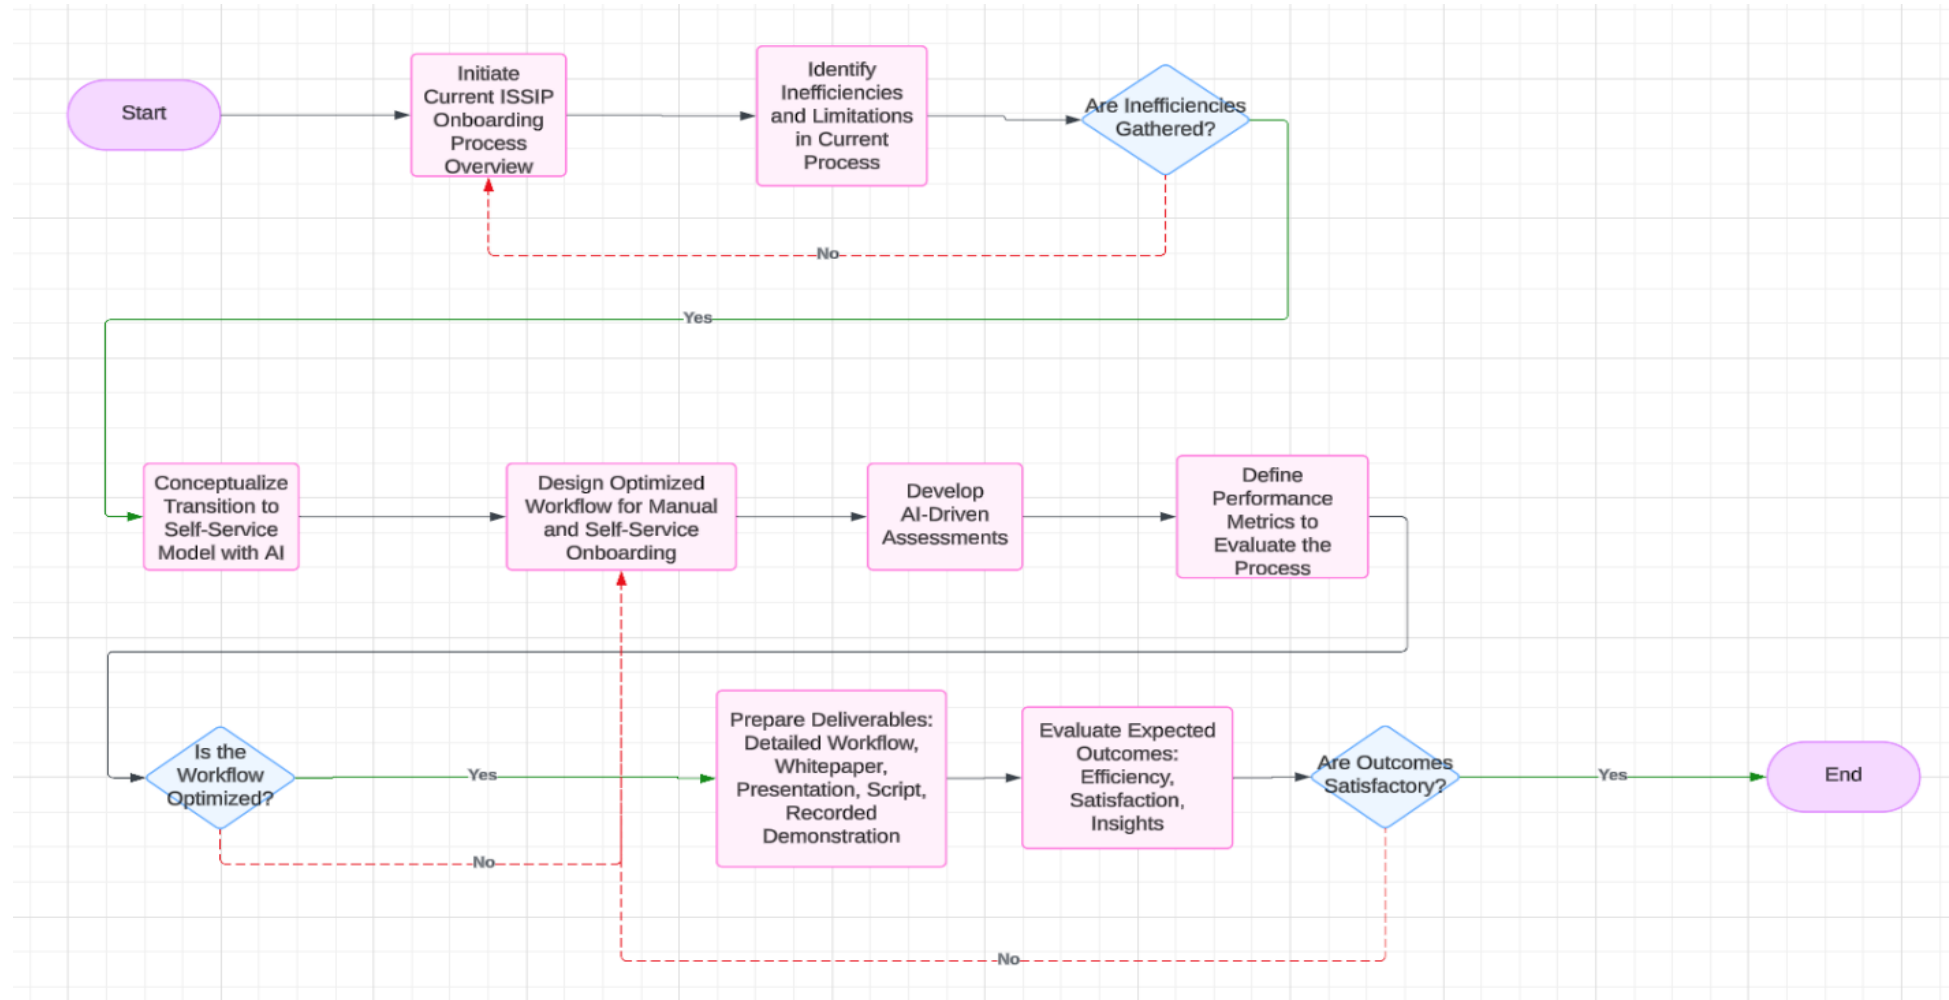 Start
Initiate
Current ISSIP
Onboarding
Process
Overview
Identify
Inefficiencies
and Limitations
in Current
Process
Are Inefficiencies
Gathered?
No
Yes
Conceptualize
Transition to
Self-Service
Model with AI
Design Optimized
Workflow for Manual
and Self-Service
Onboarding
Develop
AI-Driven
Assessments
Define
Performance
Metrics to
Evaluate the
Process
Is the
Workflow
Optimized?
Yes
No
Prepare Deliverables:
Detailed Workflow,
Whitepaper,
Presentation, Script,
Recorded
Demonstration
Evaluate Expected
Outcomes:
Efficiency,
Satisfaction,
Insights
Are Outcomes
Satisfactory?
Yes
No
End